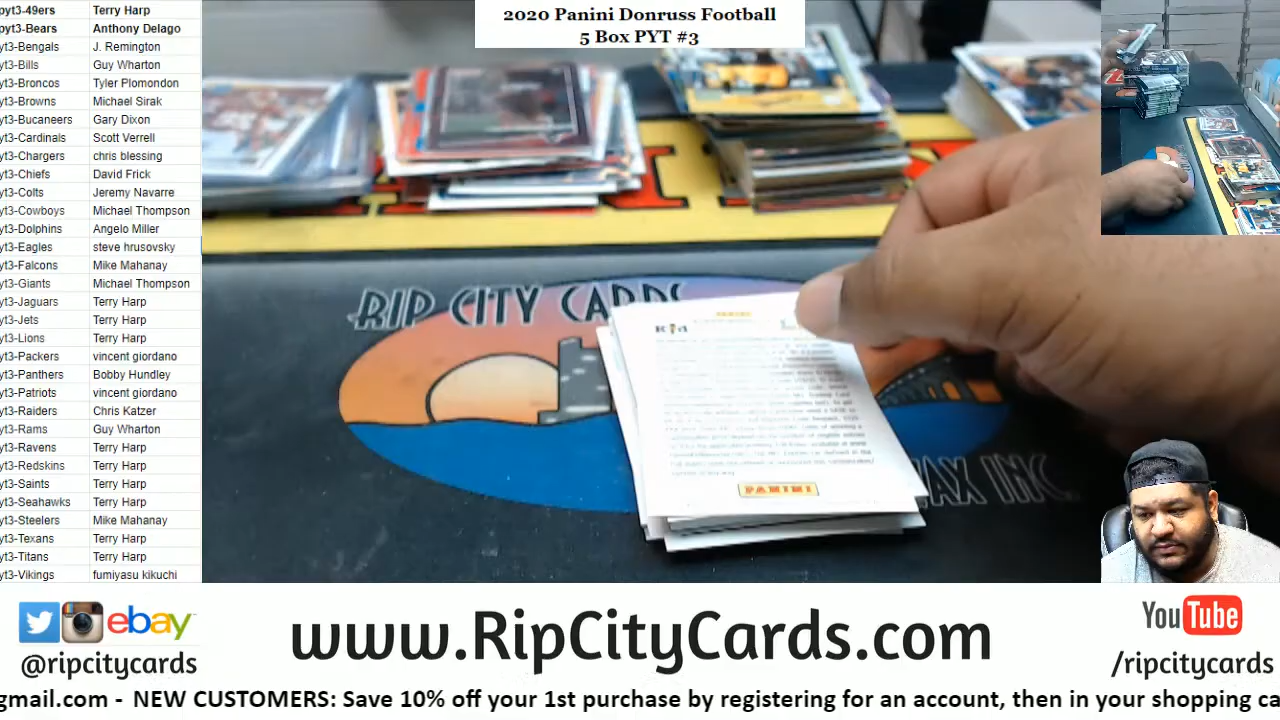 2020 Panini Donruss Football
5 Box PYT #3
pyt3-49ers Terry Harp
pyt3-Bears Anthony Delago
yt3-Bengals J. Remington
yt3-Bills Guy Wharton
yt3-Broncos Tyler Plomondon
yt3-Browns Michael Sirak
yt3-Bucaneers Gary Dixon
yt3-Cardinals Scott Verrell
yt3-Chargers chris blessing
yt3-Chiefs David Frick
yt3-Colts Jeremy Navarre
yt3-Cowboys Michael Thompson
yt3-Dolphins Angelo Miller
yt3-Eagles steve hrusovsky
yt3-Falcons Mike Mahanay
yt3-Giants Michael Thompson
yt3-Jaguars Terry Harp
yt3-Jets Terry Harp
yt3-Lions Terry Harp
yt3-Packers vincent giordano
yt3-Panthers Bobby Hundley
yt3-Patriots vincent giordano
yt3-Raiders Chris Katzer
yt3-Rams Guy Wharton
yt3-Ravens Terry Harp
yt3-Redskins Terry Harp
yt3-Saints Terry Harp
yt3-Seahawks Terry Harp
yt3-Steelers Mike Mahanay
yt3-Texans Terry Harp
yt3-Titans Terry Harp
yt3-Vikings fumiyasu kikuchi
RIP CITY CARDS
WAX INC.
PANINI
ebay
@ripcitycards
www.RipCityCards.com
YouTube
/ripcitycards
gmail.com - NEW CUSTOMERS: Save 10% off your 1st purchase by registering for an account, then in your shopping ca